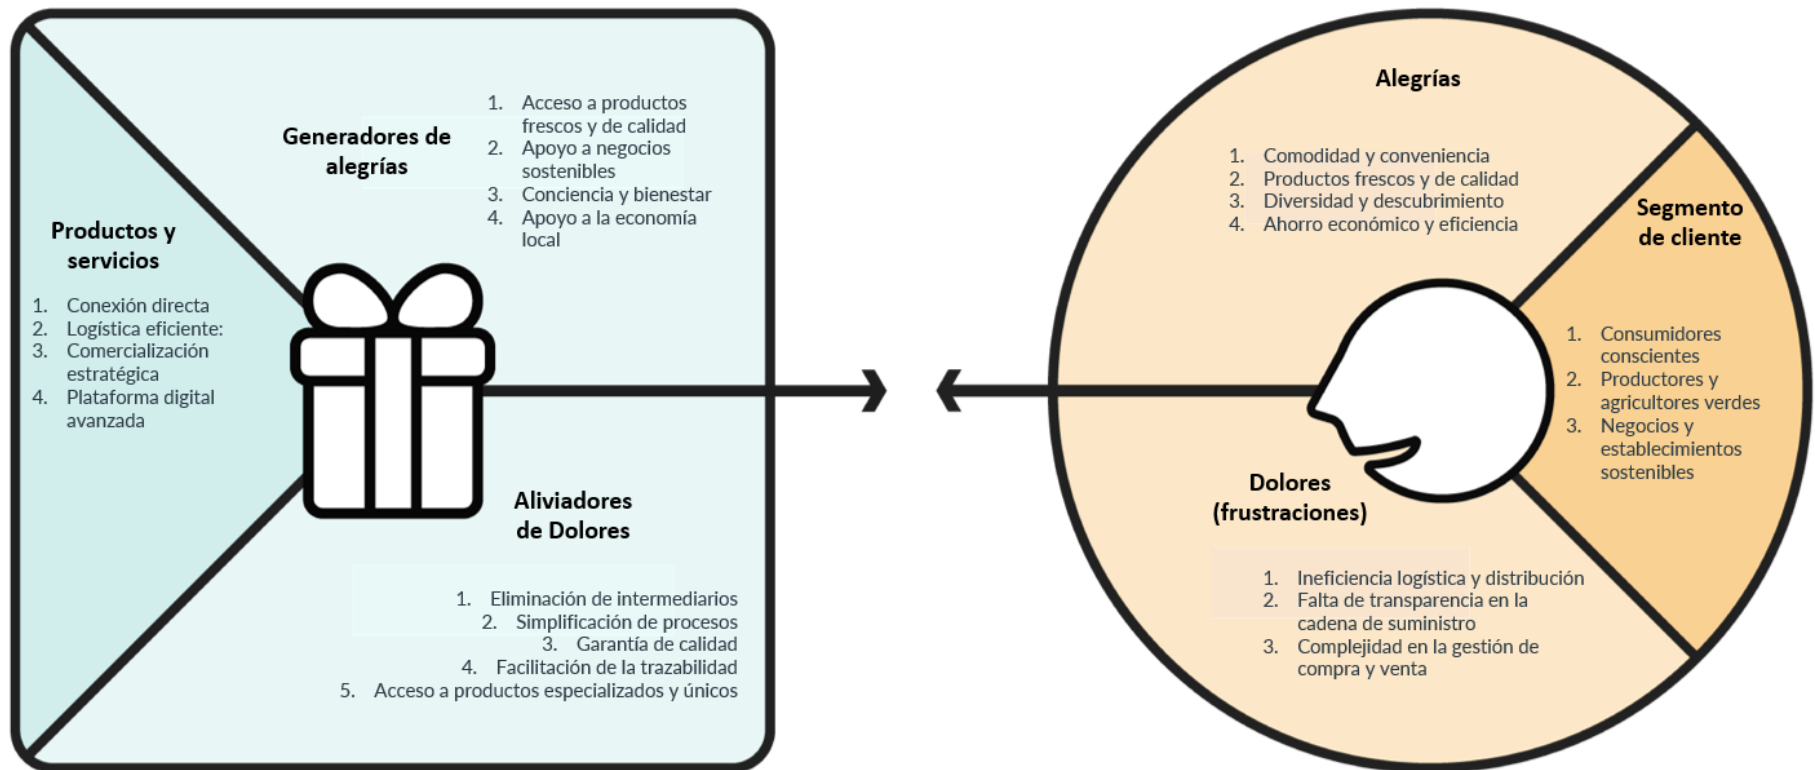 Generadores de
alegrías
1. Acceso a productos
frescos y de calidad
2. Apoyo a negocios
sostenibles
3. Conciencia y bienestar
4. Apoyo a la economía
local
Productos y
servicios
1. Conexión directa
2. Logística eficiente:
3. Comercialización
estratégica
4. Plataforma digital
avanzada
Aliviadores
de Dolores
1. Eliminación de intermediarios
2. Simplificación de procesos
3. Garantía de calidad
4. Facilitación de la trazabilidad
5. Acceso a productos especializados y únicos
Alegrías
1. Comodidad y conveniencia
2. Productos frescos y de calidad
3. Diversidad y descubrimiento
4. Ahorro económico y eficiencia
Segmento
de cliente
1. Consumidores
conscientes
2. Productores y
agricultores verdes
3. Negocios y
establecimientos
sostenibles
Dolores
(frustraciones)
1. Ineficiencia logística y distribución
2. Falta de transparencia en la
cadena de suministro
3. Complejidad en la gestión de
compra y venta